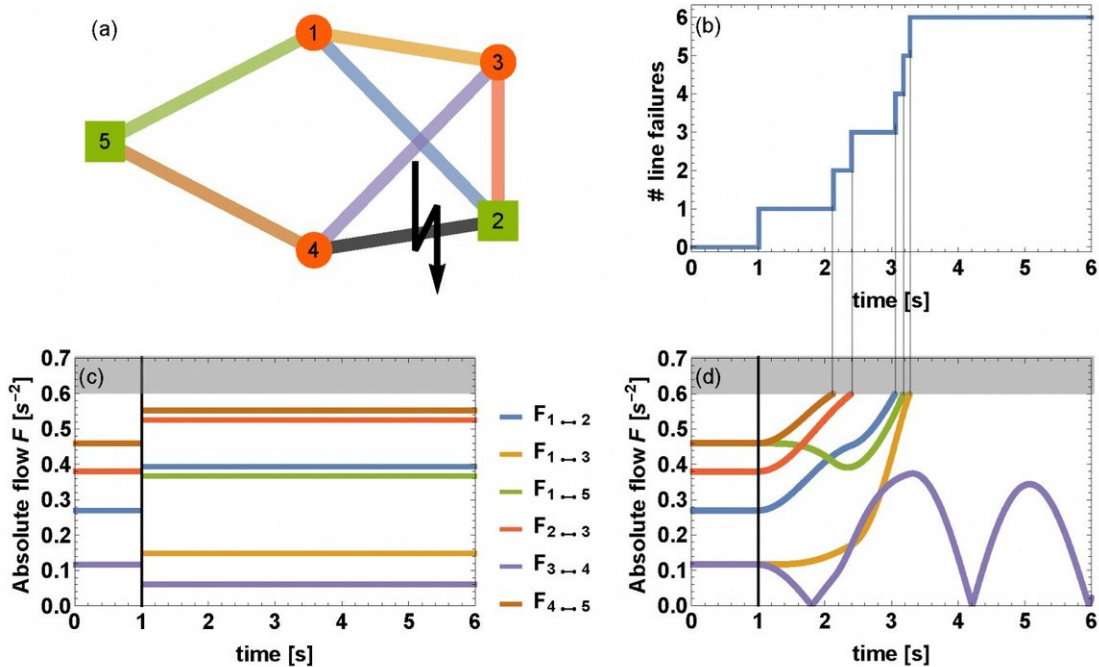 (a)
1
3
5
2
4
(b)
# line failures
6
5
4
3
2
1
0
0 1 2 3 4 5 6
time [s]
(c)
Absolute flow F [s⁻²]
0.7
0.6
0.5
0.4
0.3
0.2
0.1
0.0
0 1 2 3 4 5 6
time [s]
F₁↔₂
F₁↔₃
F₁↔₅
F₂↔₃
F₃↔₄
F₄↔₅
(d)
Absolute flow F [s⁻²]
0.7
0.6
0.5
0.4
0.3
0.2
0.1
0.0
0 1 2 3 4 5 6
time [s]